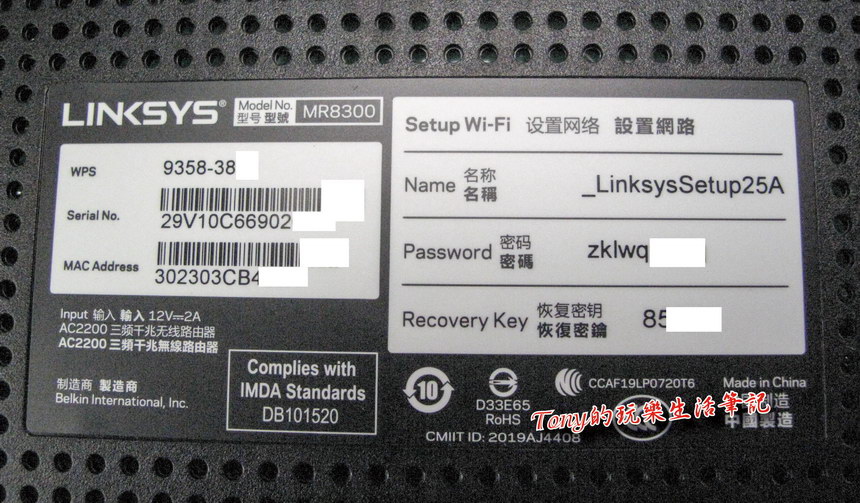 LINKSYS® Model No. 型号 型號 MR8300
WPS 9358-38
Serial No. 29V10C66902
MAC Address 302303CB4
Input 输入 輸入 12V⎓2A
AC2200 三频千兆无线路由器
AC2200 三頻千兆無線路由器
制造商 製造商
Belkin International, Inc.
Complies with
IMDA Standards
DB101520
Setup Wi-Fi 设置网络 設置網路
Name 名称 名稱 _LinksysSetup25A
Password 密码 密碼 zklwq
Recovery Key 恢复密钥 恢復密鑰 85
10
D33E65
RoHS
CCAF19LP0720T6
CMIIT ID: 2019AJ4408
Made in China
中國製造
Tony的玩樂生活筆記